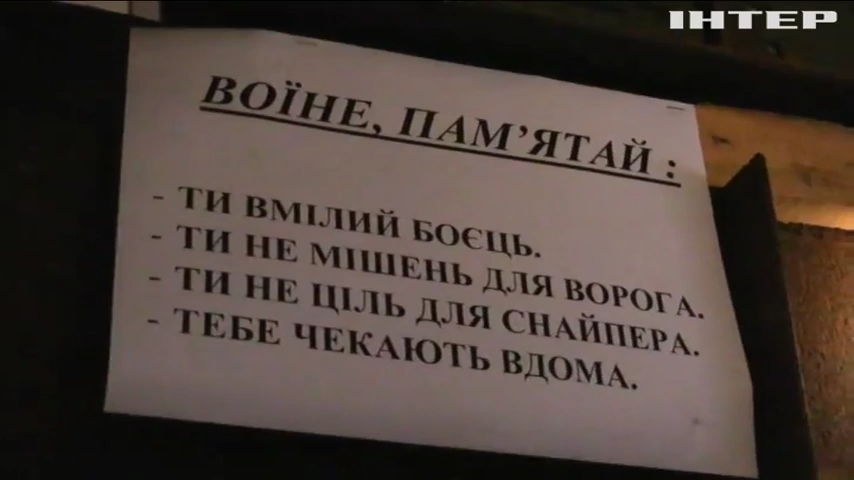 ІНТЕР
ВОЇНЕ, ПАМ’ЯТАЙ :
- ТИ ВМІЛИЙ БОЄЦЬ.
- ТИ НЕ МІШЕНЬ ДЛЯ ВОРОГА.
- ТИ НЕ ЦІЛЬ ДЛЯ СНАЙПЕРА.
- ТЕБЕ ЧЕКАЮТЬ ВДОМА.